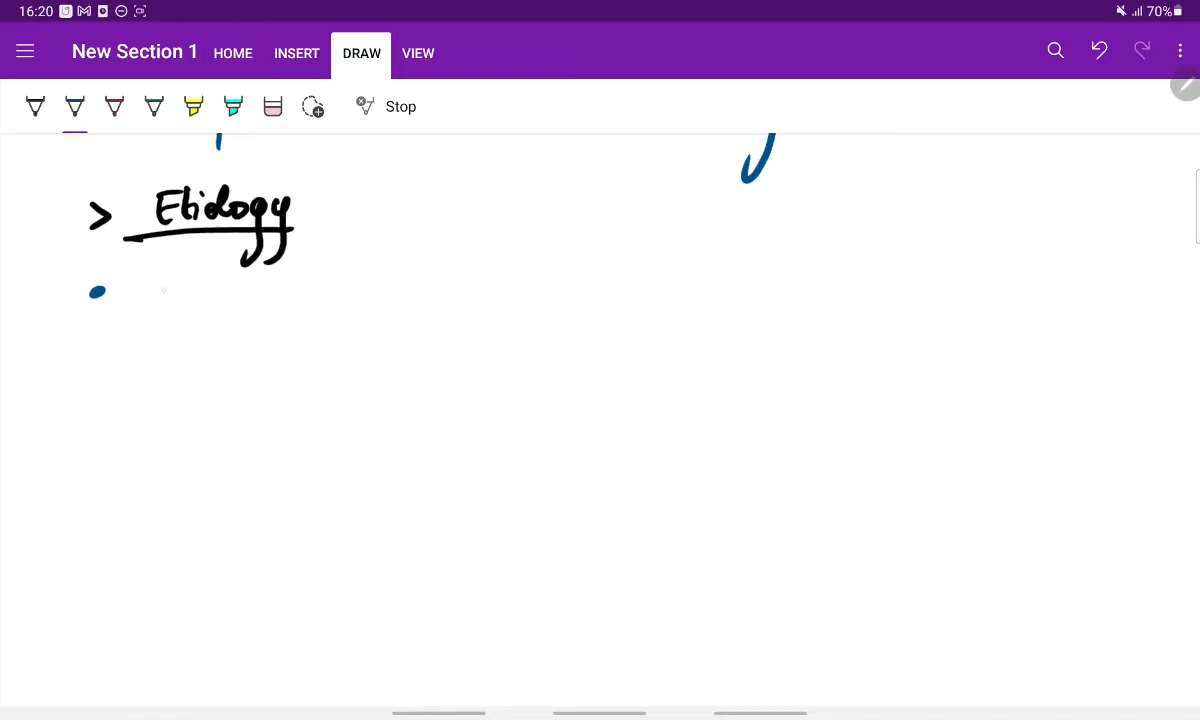 16:20 70%
New Section 1 HOME INSERT DRAW VIEW
Stop
> Etiology
•